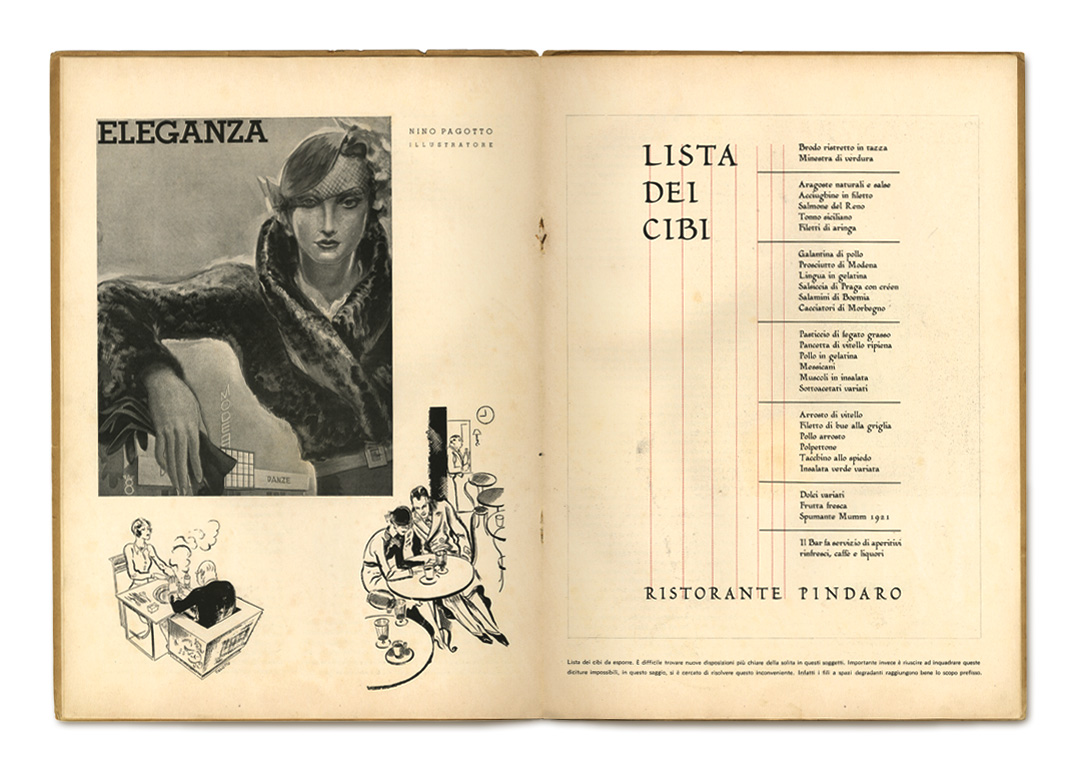 ELEGANZA
NINO PAGOTTO
ILLUSTRATORE
DANZE
LISTA
DEI
CIBI
Brodo ristretto in tazza
Minestra di verdura
Aragoste naturali e salse
Acciughine in filetto
Salmone del Reno
Tonno siciliano
Filetti di aringa
Galantina di pollo
Prosciutto di Modena
Lingua in gelatina
Salsiccia di Praga con créen
Salamini di Boemia
Cacciatori di Morbegno
Pasticcio di fegato grasso
Pancetta di vitello ripiena
Pollo in gelatina
Messicani
Muscoli in insalata
Sottoacetati variati
Arrosto di vitello
Filetto di bue alla griglia
Pollo arrosto
Polpettone
Tacchino allo spiedo
Insalata verde variata
Dolci variati
Frutta fresca
Spumante Mumm 1921
Il Bar fa servizio di aperitivi
rinfreschi, caffè e liquori
RISTORANTE PINDARO
Lista dei cibi da esporre. È difficile trovare nuove disposizioni più chiare della solita in questi soggetti. Importante invece è riuscire ad inquadrare queste
diciture impossibili, in questo saggio, si è cercato di risolvere questo inconveniente. Infatti i fili a spazi degradanti raggiungono bene lo scopo prefisso.